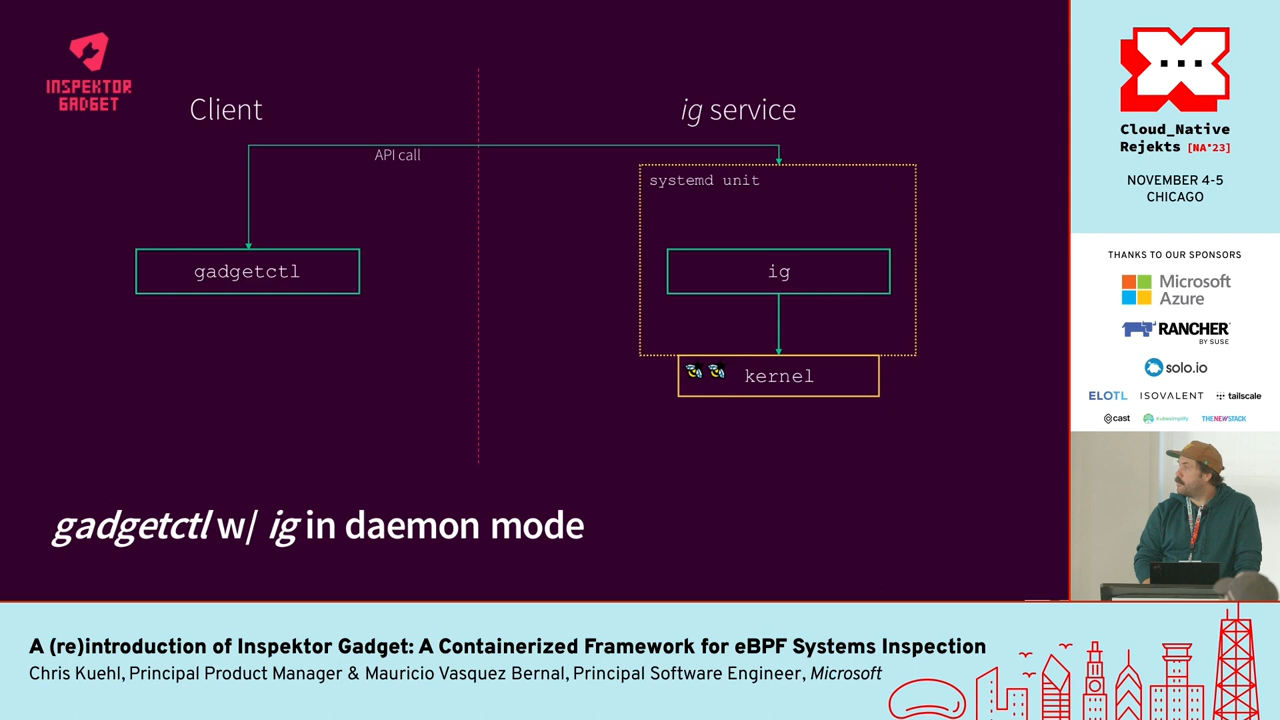 INSPEKTOR
GADGET
Client
ig service
API call
systemd unit
gadgetctl
ig
kernel
gadgetctl w/ ig in daemon mode
Cloud_Native
Rejekts [NA'23]
NOVEMBER 4-5
CHICAGO
THANKS TO OUR SPONSORS
Microsoft
Azure
RANCHER
BY SUSE
solo.io
ELOTL ISOVALENT tailscale
cast kubesimplify THENEWSTACK
A (re)introduction of Inspektor Gadget: A Containerized Framework for eBPF Systems Inspection
Chris Kuehl, Principal Product Manager & Mauricio Vasquez Bernal, Principal Software Engineer, Microsoft